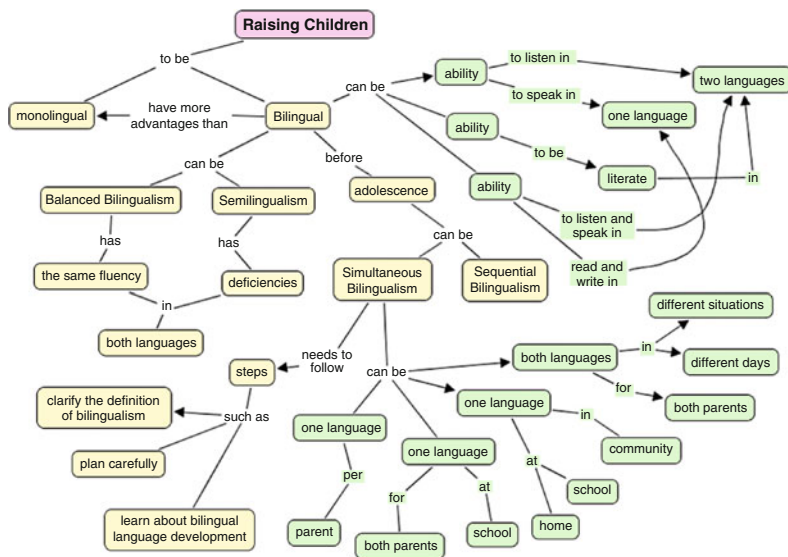 Raising Children
to be
to listen in
ability
two languages
can be
to speak in
monolingual
have more
advantages than
Bilingual
one language
ability
before
to be
can be
literate
in
ability
adolescence
Balanced Bilingualism
Semilingualism
to listen and
speak in
has
has
can be
read and
write in
the same fluency
deficiencies
Simultaneous
Bilingualism
Sequential
Bilingualism
in
both languages
different situations
needs to
follow
both languages
in
different days
steps
can be
for
both parents
clarify the definition
of bilingualism
such as
one language
one language
in
plan carefully
one language
community
per
at
for
at
school
learn about bilingual
language development
parent
both parents
school
home